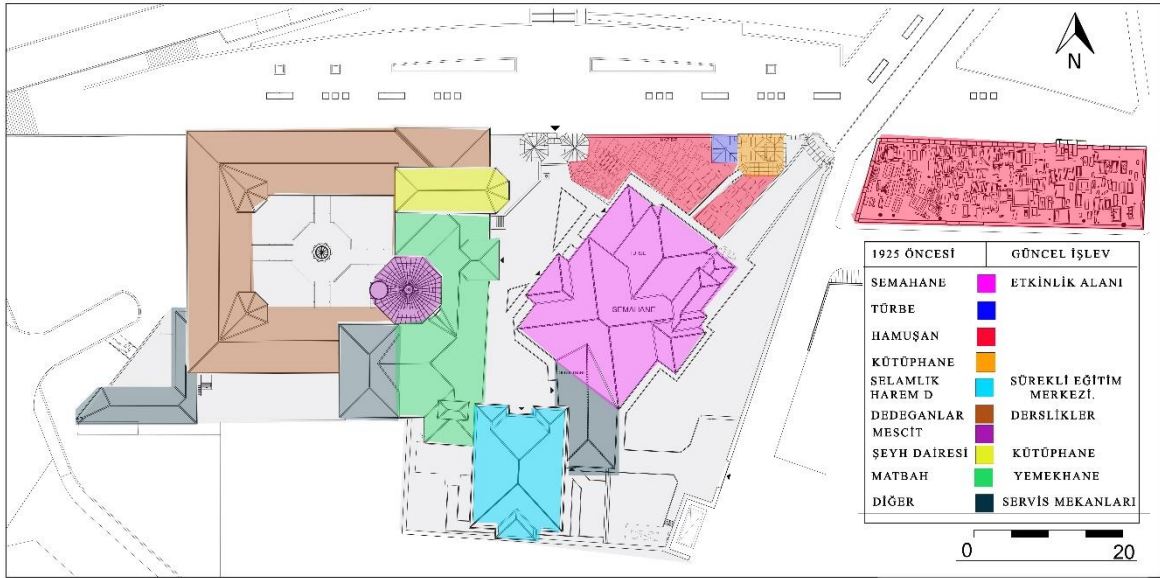 N
SEMAHANE
1925 ÖNCESİ GÜNCEL İŞLEV
SEMAHANE ETKİNLİK ALANI
TÜRBE
HAMUŞAN
KÜTÜPHANE
SELAMLIK SÜREKLİ EĞİTİM
HAREM D MERKEZİ.
DEDEGANLAR DERSLİKLER
MESCİT
ŞEYH DAİRESİ KÜTÜPHANE
MATBAH YEMEKHANE
DİĞER SERVİS MEKANLARI
0 20